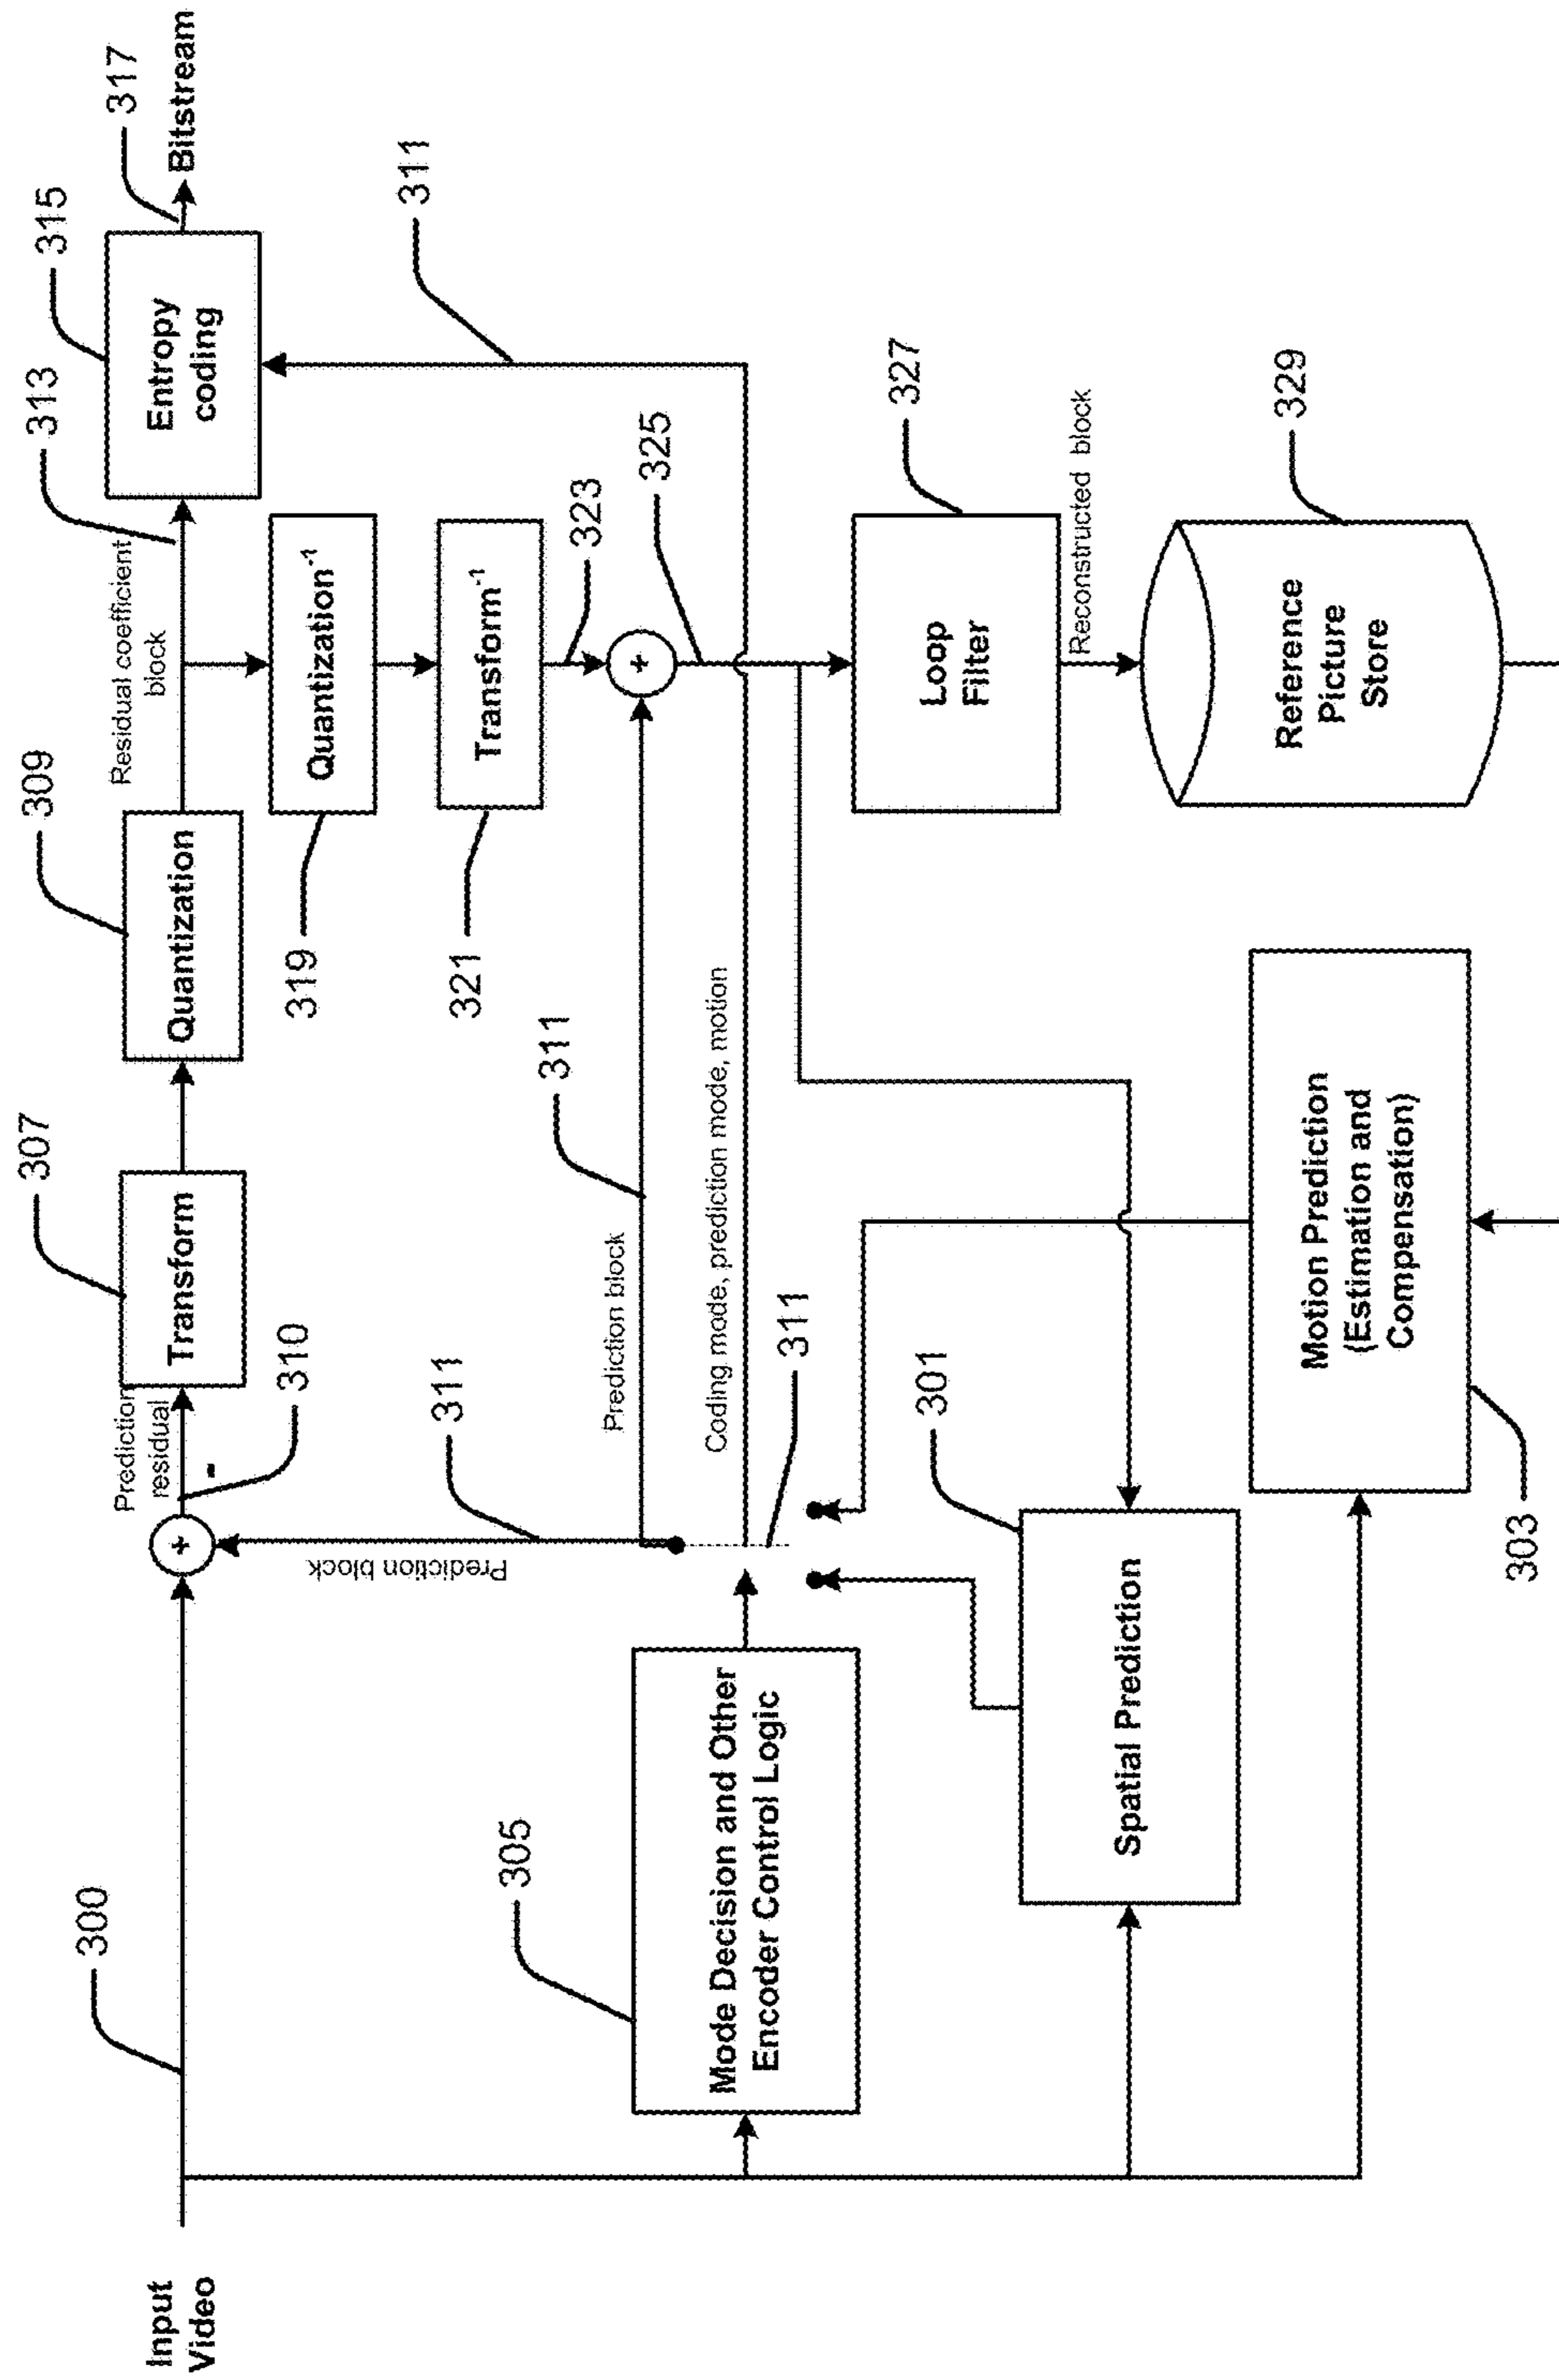 Input
Video
300
Prediction
residual
310
-
+
307
Transform
309
Quantization
Residual coefficient
block
313
315
Entropy
coding
317
Bitstream
311
Prediction block
311
319
Quantization-1
321
Transform-1
323
+
325
Prediction block
311
Coding mode, prediction mode, motion
311
305
Mode Decision and Other
Encoder Control Logic
311
301
Spatial Prediction
303
Motion Prediction
(Estimation and
Compensation)
327
Loop
Filter
Reconstructed block
329
Reference
Picture
Store